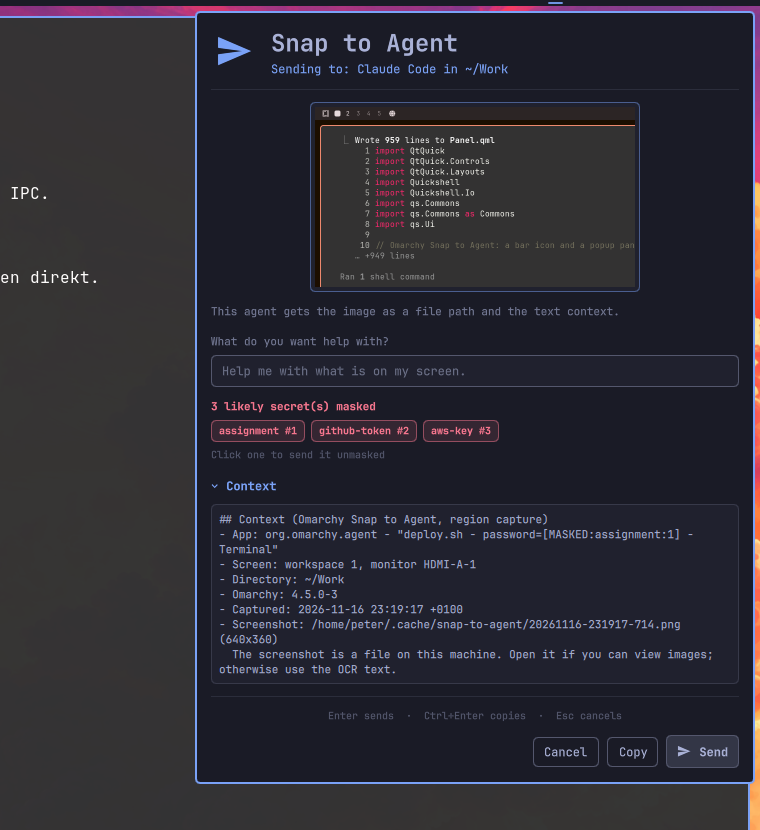 IPC.
en direkt.
Snap to Agent
Sending to: Claude Code in ~/Work
2 3 4 5
Wrote 959 lines to Panel.qml
1 import QtQuick
2 import QtQuick.Controls
3 import QtQuick.Layouts
4 import Quickshell
5 import Quickshell.Io
6 import qs.Commons
7 import qs.Commons as Commons
8 import qs.Ui
9
10 // Omarchy Snap to Agent: a bar icon and a popup pan
… +949 lines
Ran 1 shell command
This agent gets the image as a file path and the text context.
What do you want help with?
Help me with what is on my screen.
3 likely secret(s) masked
assignment #1 github-token #2 aws-key #3
Click one to send it unmasked
Context
## Context (Omarchy Snap to Agent, region capture)
- App: org.omarchy.agent - "deploy.sh - password=[MASKED:assignment:1] -
Terminal"
- Screen: workspace 1, monitor HDMI-A-1
- Directory: ~/Work
- Omarchy: 4.5.0-3
- Captured: 2026-11-16 23:19:17 +0100
- Screenshot: /home/peter/.cache/snap-to-agent/20261116-231917-714.png
(640x360)
The screenshot is a file on this machine. Open it if you can view images;
otherwise use the OCR text.
Enter sends · Ctrl+Enter copies · Esc cancels
Cancel Copy Send